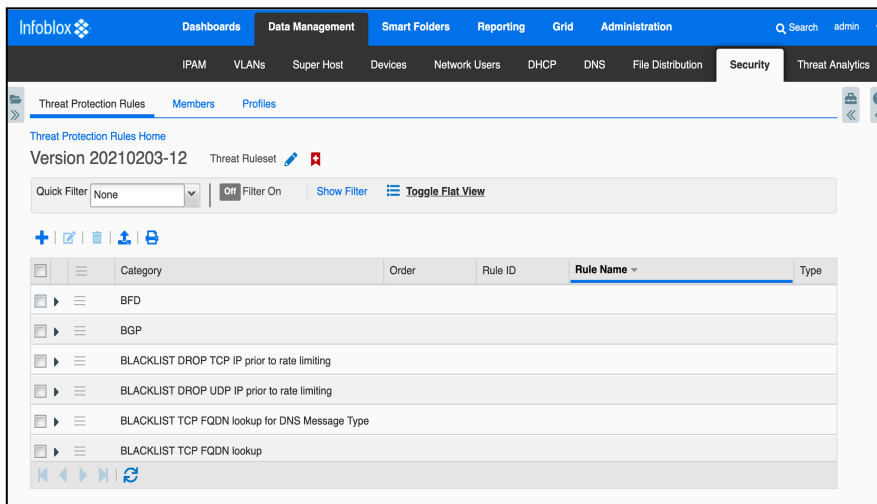 Infoblox
Dashboards Data Management Smart Folders Reporting Grid Administration Search admin
IPAM VLANs Super Host Devices Network Users DHCP DNS File Distribution Security Threat Analytics
Threat Protection Rules Members Profiles
Threat Protection Rules Home
Version 20210203-12 Threat Ruleset
Quick Filter None Off Filter On Show Filter Toggle Flat View
Category Order Rule ID Rule Name Type
BFD
BGP
BLACKLIST DROP TCP IP prior to rate limiting
BLACKLIST DROP UDP IP prior to rate limiting
BLACKLIST TCP FQDN lookup for DNS Message Type
BLACKLIST TCP FQDN lookup